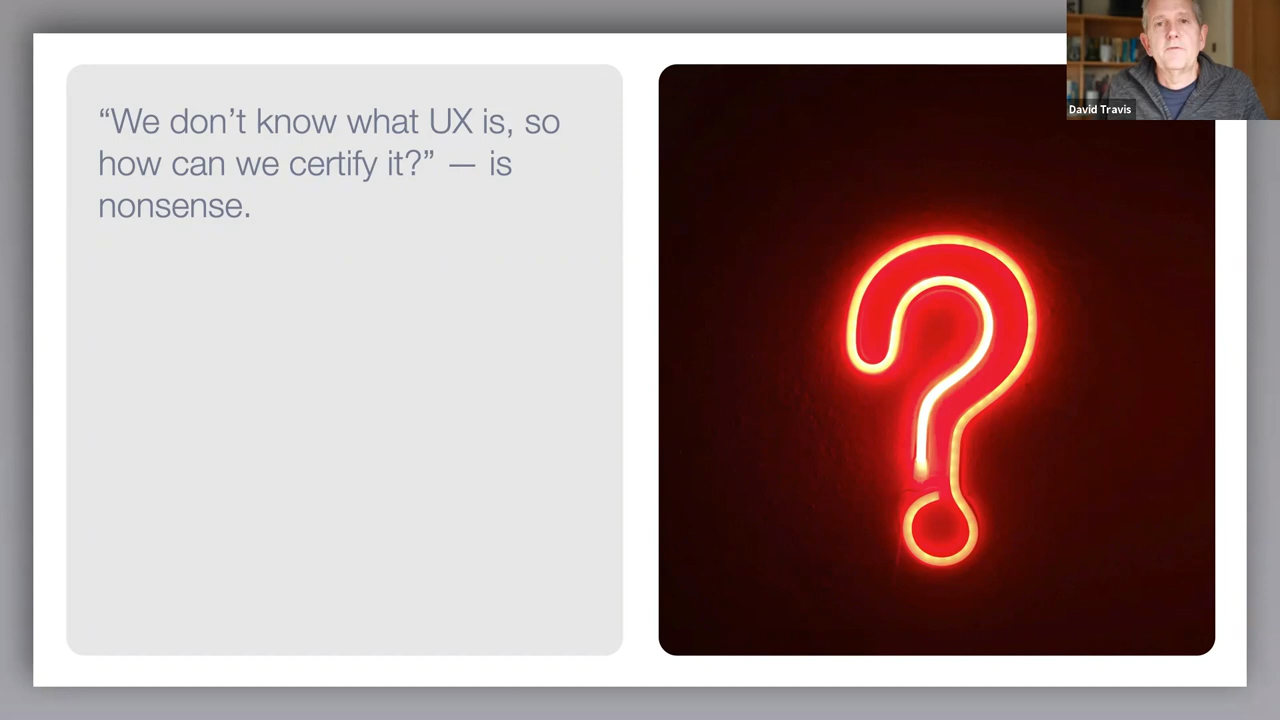 “We don’t know what UX is, so
how can we certify it?” — is
nonsense.
David Travis